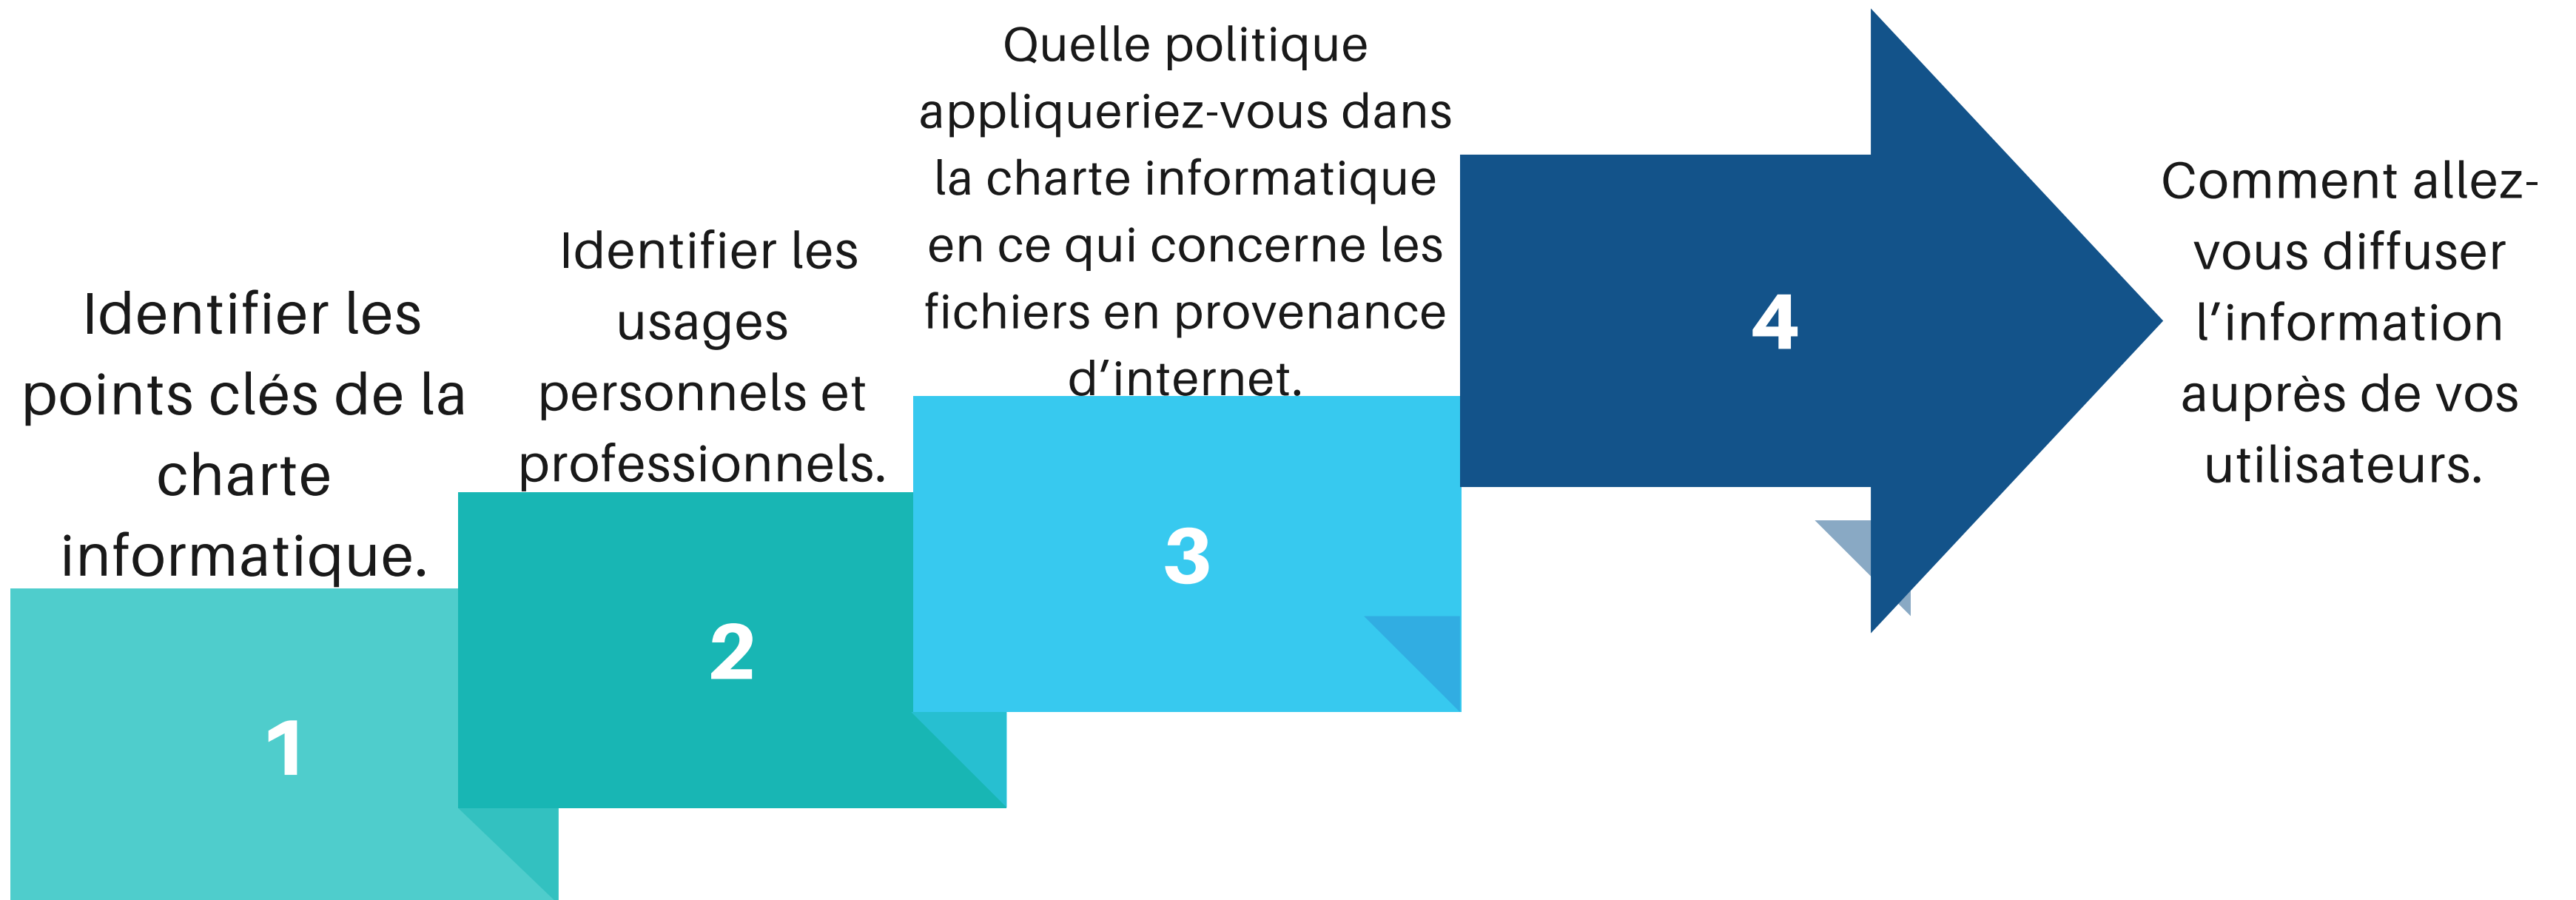 Identifier les
points clés de la
charte
informatique.
1
Identifier les
usages
personnels et
professionnels.
2
Quelle politique
appliqueriez-vous dans
la charte informatique
en ce qui concerne les
fichiers en provenance
d’internet.
3
4
Comment allez-
vous diffuser
l’information
auprès de vos
utilisateurs.